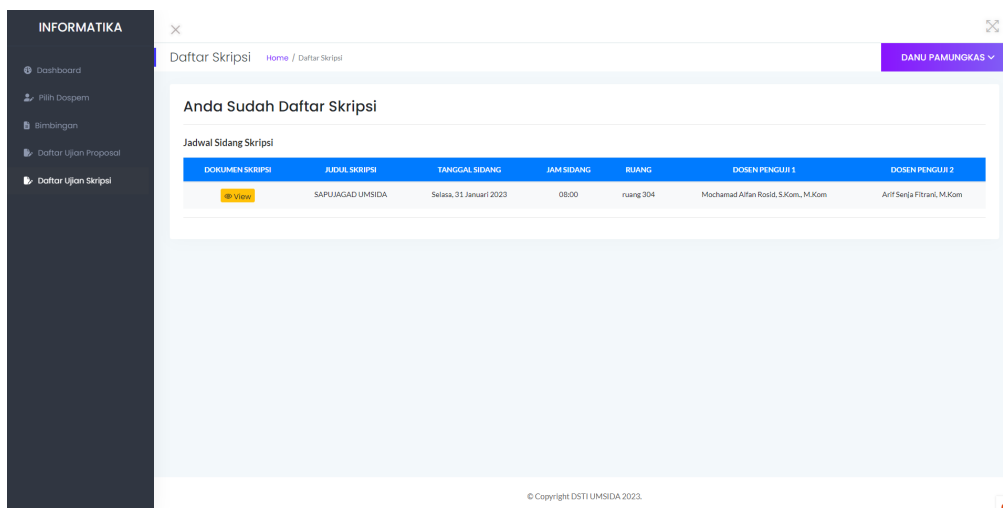 INFORMATIKA
Dashboard
Pilih Dospem
Bimbingan
Daftar Ujian Proposal
Daftar Ujian Skripsi
Daftar Skripsi Home / Daftar Skripsi
DANU PAMUNGKAS
Anda Sudah Daftar Skripsi
Jadwal Sidang Skripsi
DOKUMEN SKRIPSI JUDUL SKRIPSI TANGGAL SIDANG JAM SIDANG RUANG DOSEN PENGUJI 1 DOSEN PENGUJI 2
View SAPUJAGAD UMSIDA Selasa, 31 Januari 2023 08:00 ruang 304 Mochamad Alfan Rosid, S.Kom., M.Kom Arif Senja Fitrani, M.Kom
© Copyright DSTI UMSIDA 2023.